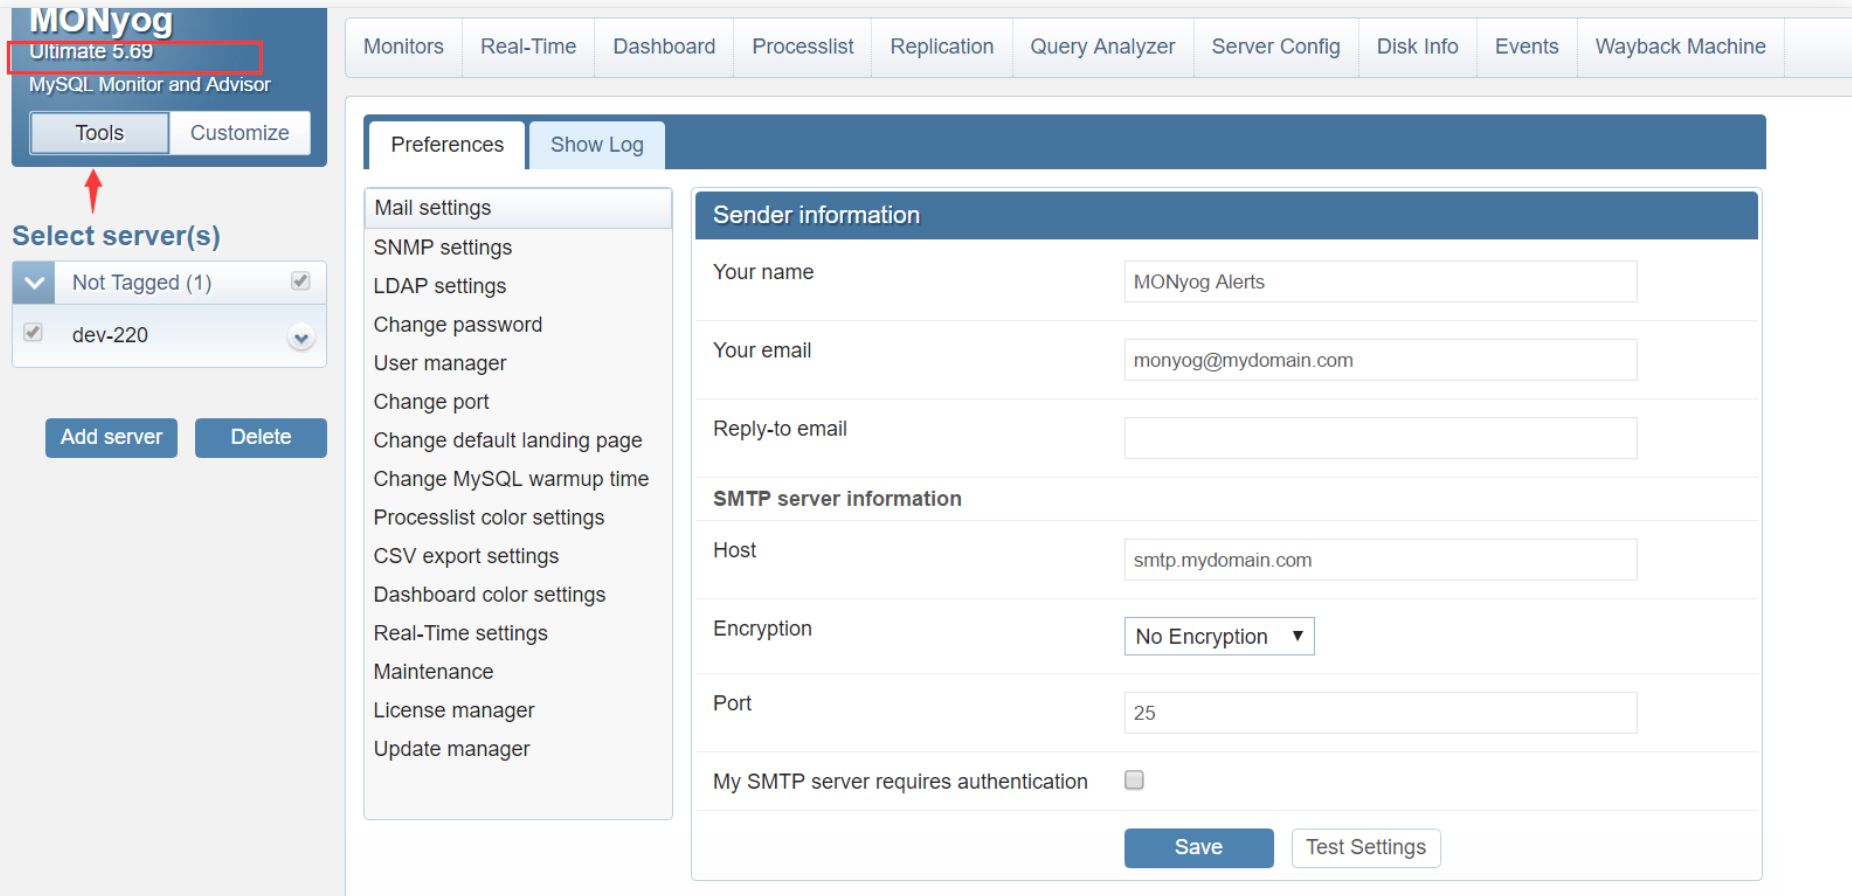 MONyog
Ultimate 5.69
MySQL Monitor and Advisor
Tools
Customize
Select server(s)
Not Tagged (1)
dev-220
Add server
Delete
Monitors
Real-Time
Dashboard
Processlist
Replication
Query Analyzer
Server Config
Disk Info
Events
Wayback Machine
Preferences
Show Log
Mail settings
SNMP settings
LDAP settings
Change password
User manager
Change port
Change default landing page
Change MySQL warmup time
Processlist color settings
CSV export settings
Dashboard color settings
Real-Time settings
Maintenance
License manager
Update manager
Sender information
Your name
MONyog Alerts
Your email
monyog@mydomain.com
Reply-to email
SMTP server information
Host
smtp.mydomain.com
Encryption
No Encryption
Port
25
My SMTP server requires authentication
Save
Test Settings